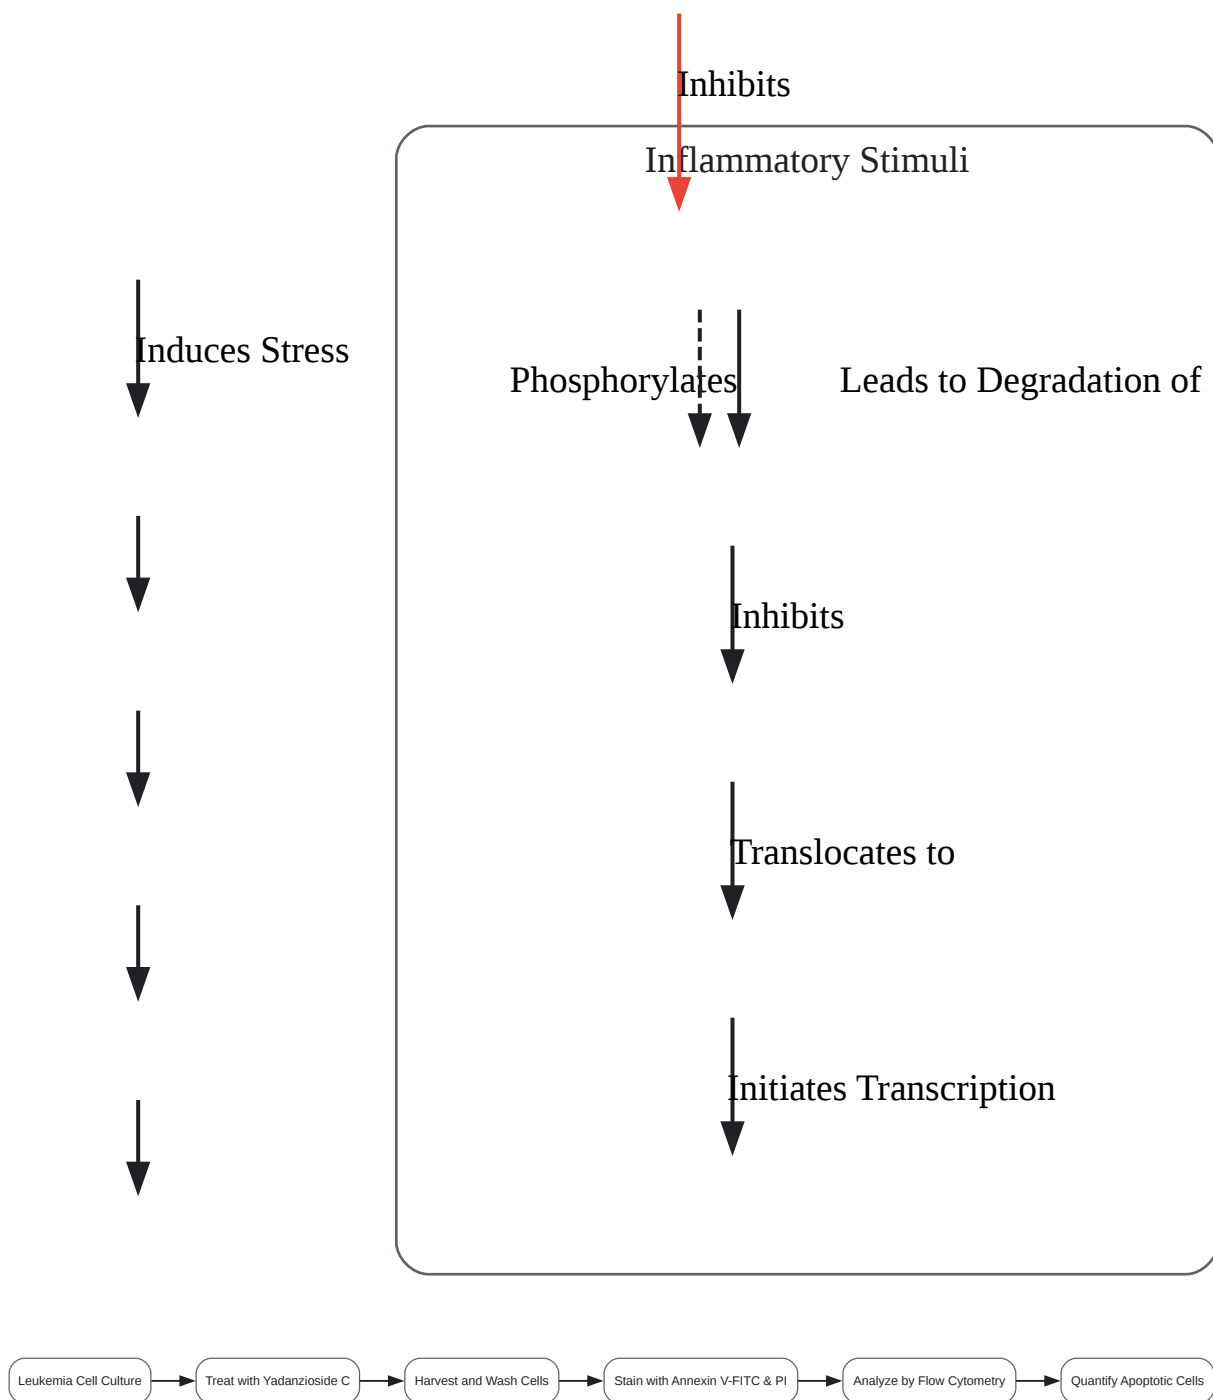 Inhibits
Inflammatory Stimuli
Induces Stress
Phosphorylates
Leads to Degradation of
Inhibits
Translocates to
Initiates Transcription
Leukemia Cell Culture
Treat with Yadanzioside C
Harvest and Wash Cells
Stain with Annexin V-FITC & PI
Analyze by Flow Cytometry
Quantify Apoptotic Cells